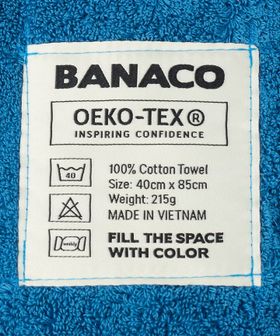 BANACO
OEKO-TEX®
INSPIRING CONFIDENCE
40
100% Cotton Towel
Size: 40cm x 85cm
Weight: 215g
MADE IN VIETNAM
FILL THE SPACE
WITH COLOR